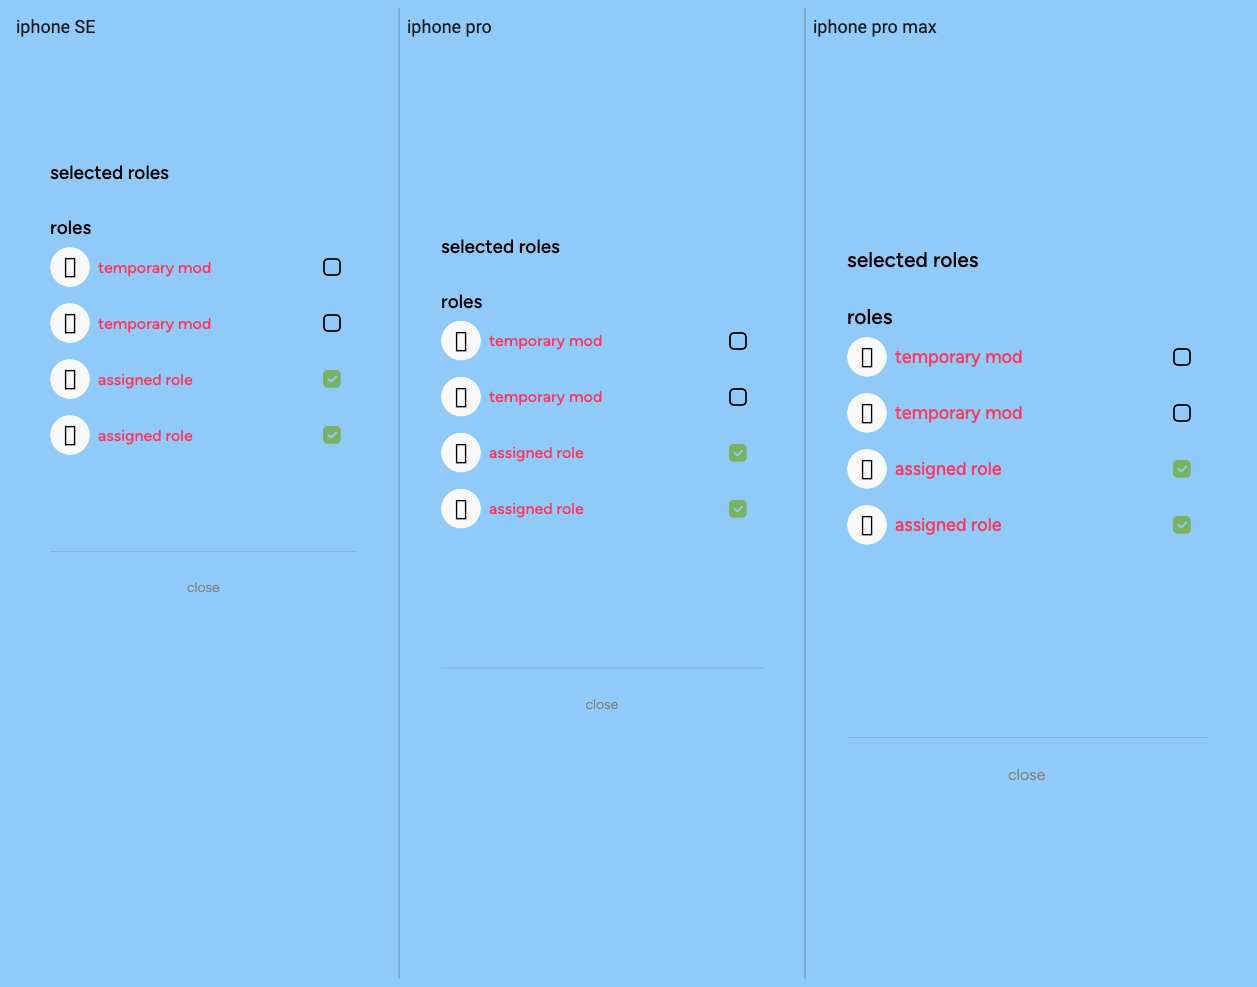 iphone SE
selected roles
roles
temporary mod
temporary mod
assigned role
assigned role
close
iphone pro
selected roles
roles
temporary mod
temporary mod
assigned role
assigned role
close
iphone pro max
selected roles
roles
temporary mod
temporary mod
assigned role
assigned role
close